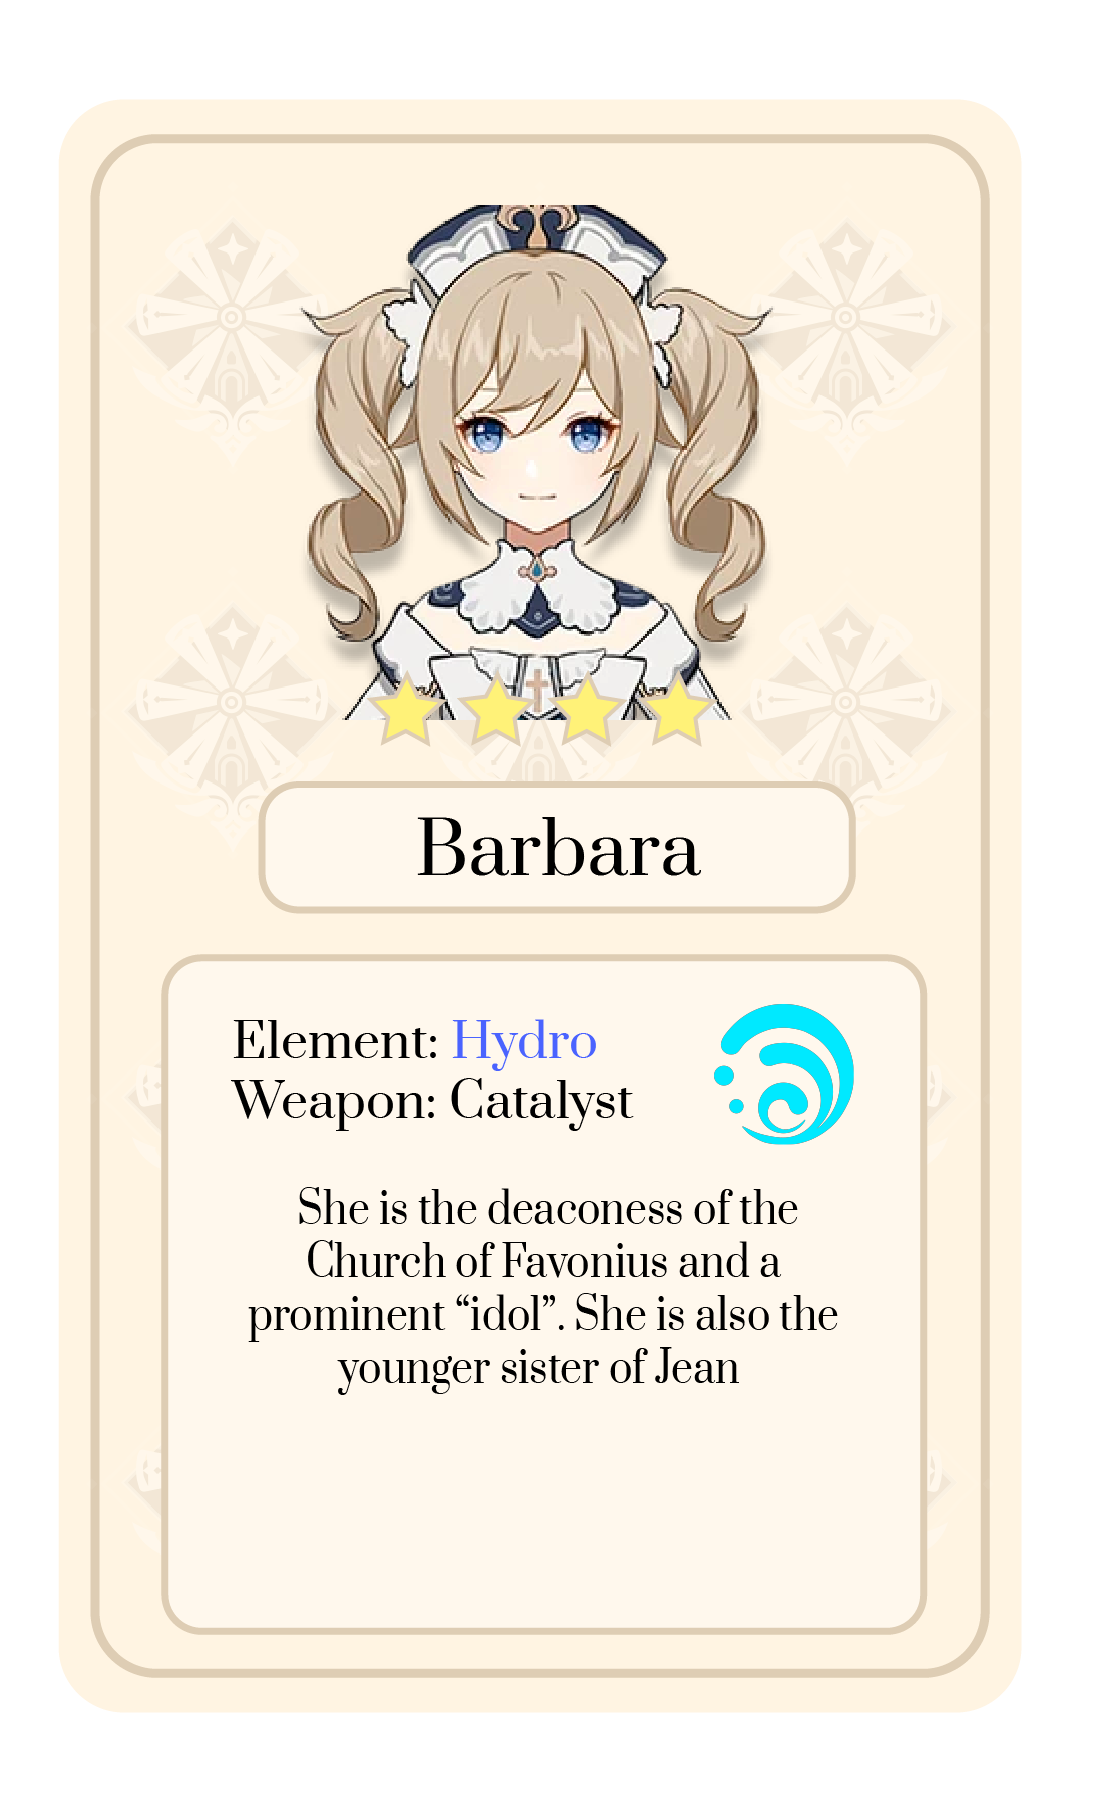 Barbara
Element: Hydro
Weapon: Catalyst
She is the deaconess of the
Church of Favonius and a
prominent “idol”. She is also the
younger sister of Jean